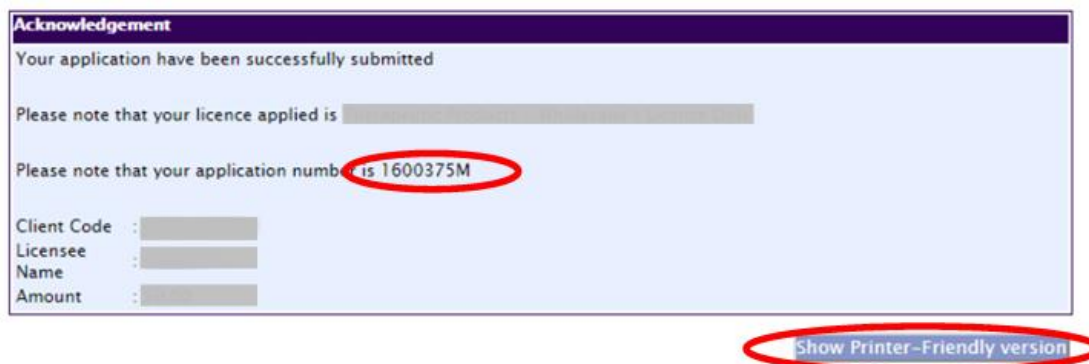 Acknowledgement
Your application have been successfully submitted
Please note that your licence applied is
Please note that your application number is 1600375M
Client Code :
Licensee
Name :
Amount :
Show Printer-Friendly version